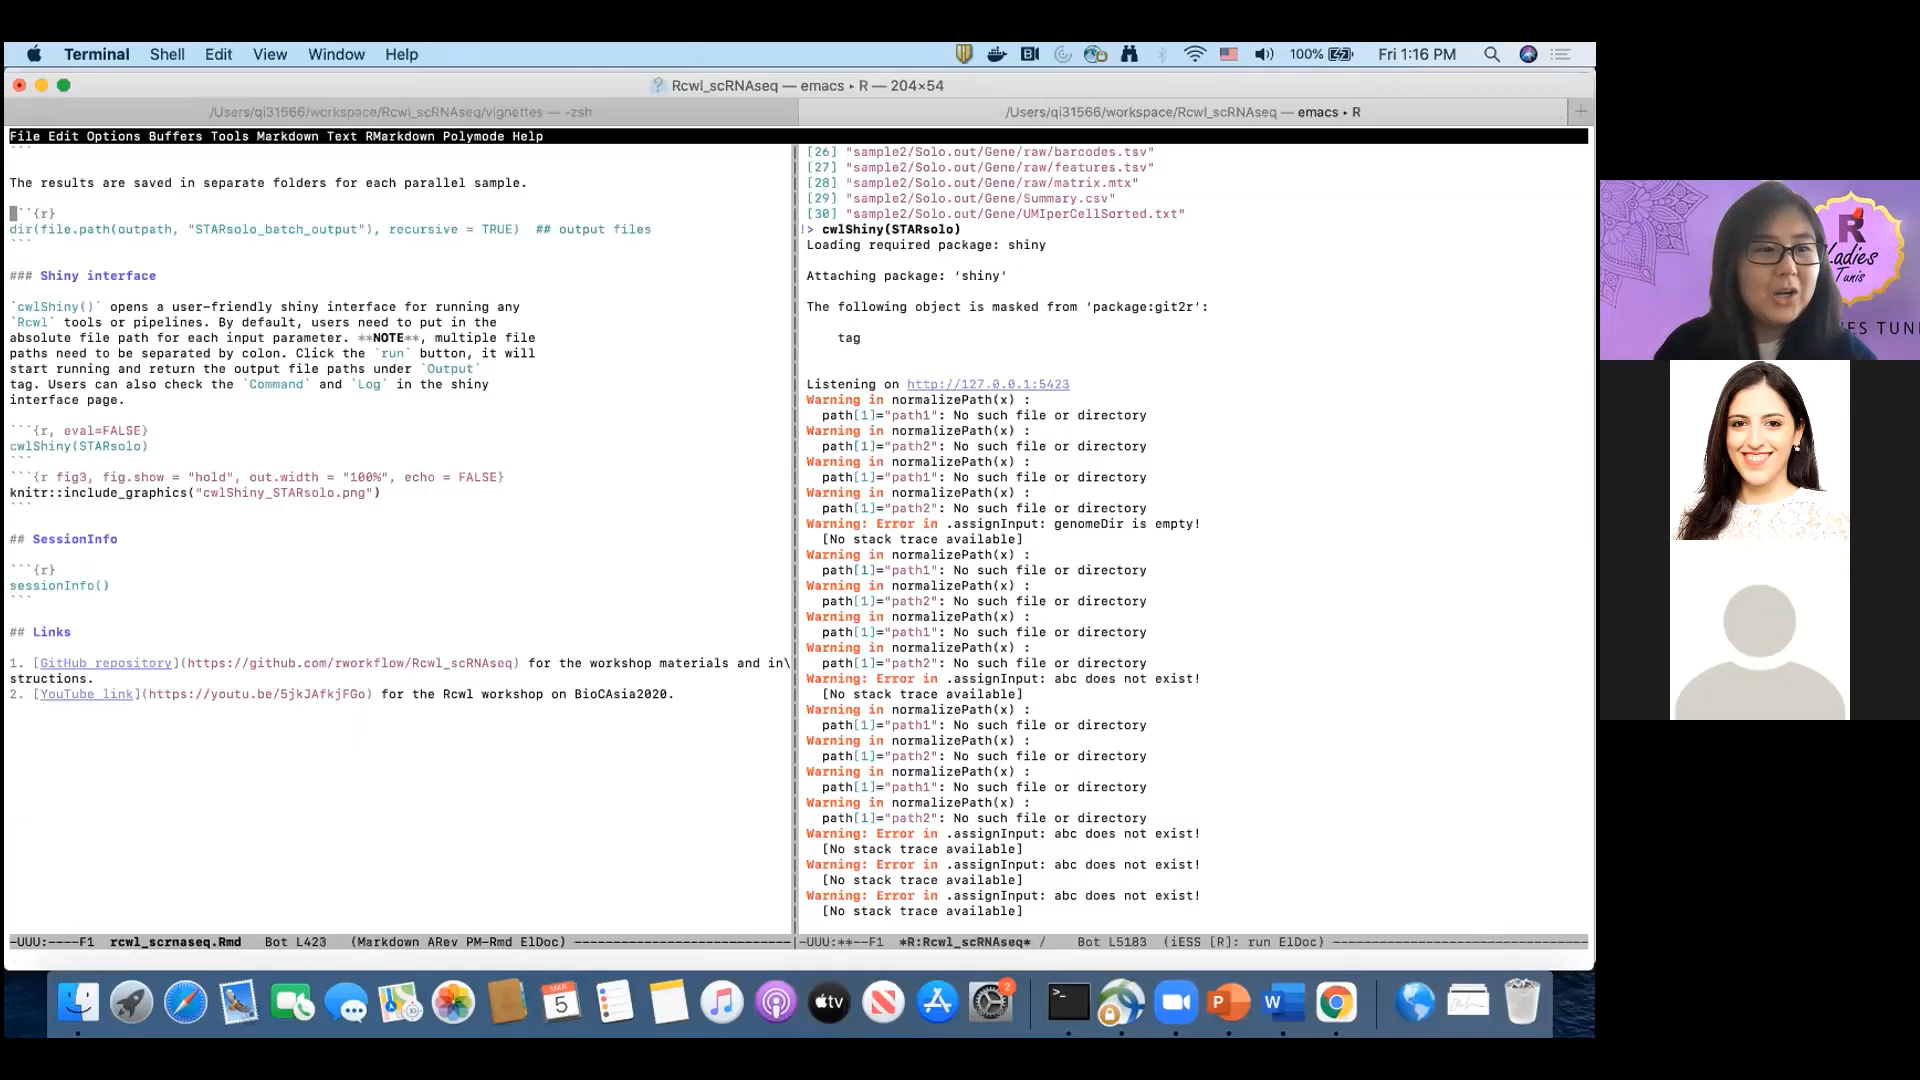 Terminal Shell Edit View Window Help
100% Fri 1:16 PM
Rcwl_scRNAseq — emacs ▸ R — 204×54
/Users/qi31566/workspace/Rcwl_scRNAseq/vignettes — -zsh
/Users/qi31566/workspace/Rcwl_scRNAseq — emacs ▸ R
File Edit Options Buffers Tools Markdown Text RMarkdown Polymode Help
```
The results are saved in separate folders for each parallel sample.
```{r}
dir(file.path(outpath, "STARsolo_batch_output"), recursive = TRUE)  ## output files
```
### Shiny interface
`cwlShiny()` opens a user-friendly shiny interface for running any
`Rcwl` tools or pipelines. By default, users need to put in the
absolute file path for each input parameter. **NOTE**, multiple file
paths need to be separated by colon. Click the `run` button, it will
start running and return the output file paths under `Output`
tag. Users can also check the `Command` and `Log` in the shiny
interface page.
```{r, eval=FALSE}
cwlShiny(STARsolo)
```
```{r fig3, fig.show = "hold", out.width = "100%", echo = FALSE}
knitr::include_graphics("cwlShiny_STARsolo.png")
```
## SessionInfo
```{r}
sessionInfo()
```
## Links
1. [GitHub repository](https://github.com/rworkflow/Rcwl_scRNAseq) for the workshop materials and in\
structions.
2. [YouTube link](https://youtu.be/5jkJAfkjFGo) for the Rcwl workshop on BioCAsia2020.
-UUU:----F1  rcwl_scrnaseq.Rmd   Bot L423   (Markdown ARev PM-Rmd ElDoc)
[26] "sample2/Solo.out/Gene/raw/barcodes.tsv"
[27] "sample2/Solo.out/Gene/raw/features.tsv"
[28] "sample2/Solo.out/Gene/raw/matrix.mtx"
[29] "sample2/Solo.out/Gene/Summary.csv"
[30] "sample2/Solo.out/Gene/UMIperCellSorted.txt"
> cwlShiny(STARsolo)
Loading required package: shiny
Attaching package: ‘shiny’
The following object is masked from ‘package:git2r’:
tag
Listening on http://127.0.0.1:5423
Warning in normalizePath(x) :
path[1]="path1": No such file or directory
Warning in normalizePath(x) :
path[1]="path2": No such file or directory
Warning in normalizePath(x) :
path[1]="path1": No such file or directory
Warning in normalizePath(x) :
path[1]="path2": No such file or directory
Warning: Error in .assignInput: genomeDir is empty!
[No stack trace available]
Warning in normalizePath(x) :
path[1]="path1": No such file or directory
Warning in normalizePath(x) :
path[1]="path2": No such file or directory
Warning in normalizePath(x) :
path[1]="path1": No such file or directory
Warning in normalizePath(x) :
path[1]="path2": No such file or directory
Warning: Error in .assignInput: abc does not exist!
[No stack trace available]
Warning in normalizePath(x) :
path[1]="path1": No such file or directory
Warning in normalizePath(x) :
path[1]="path2": No such file or directory
Warning in normalizePath(x) :
path[1]="path1": No such file or directory
Warning in normalizePath(x) :
path[1]="path2": No such file or directory
Warning: Error in .assignInput: abc does not exist!
[No stack trace available]
Warning: Error in .assignInput: abc does not exist!
[No stack trace available]
Warning: Error in .assignInput: abc does not exist!
[No stack trace available]
-UUU:**--F1  *R:Rcwl_scRNAseq* /   Bot L5183  (iESS [R]: run ElDoc)
R
Ladies
Tunis
ES TUN
MAR
5
tv
2
>_
P
W